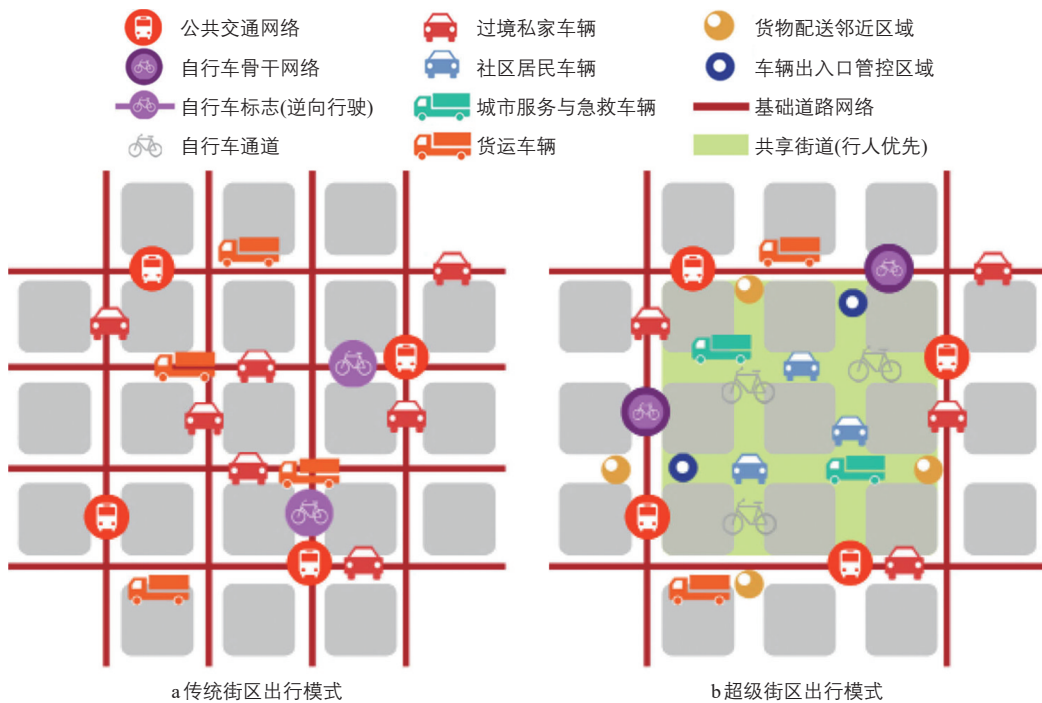 公共交通网络
过境私家车辆
货物配送邻近区域
自行车骨干网络
社区居民车辆
车辆出入口管控区域
自行车标志(逆向行驶)
城市服务与急救车辆
基础道路网络
自行车通道
货运车辆
共享街道(行人优先)
a传统街区出行模式
b超级街区出行模式